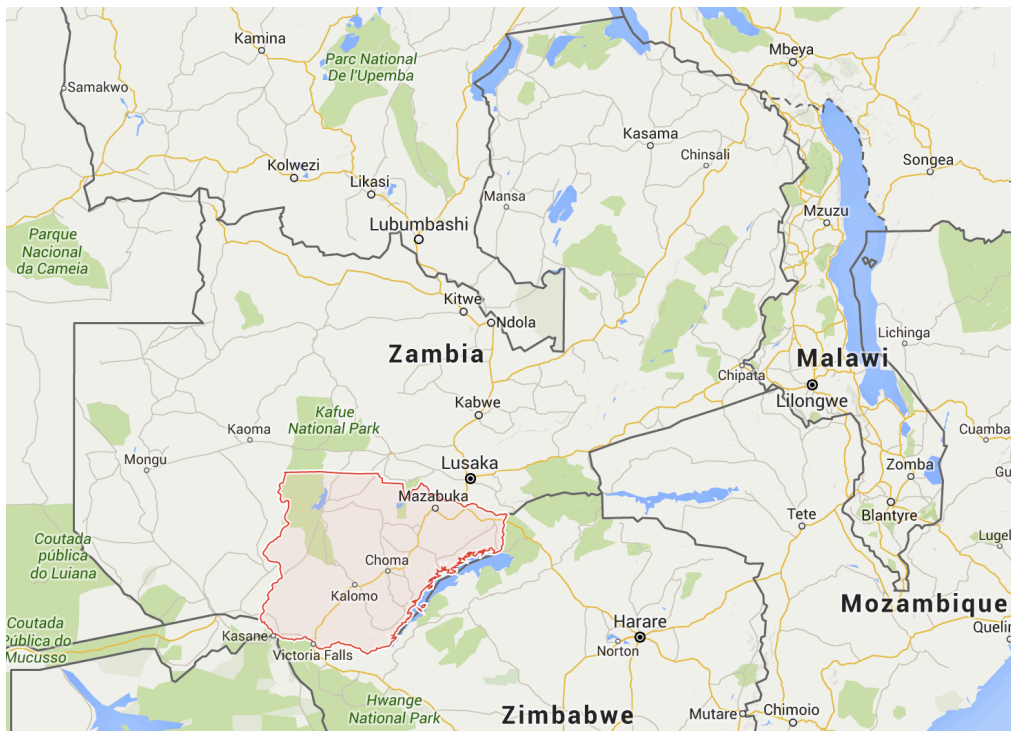 Kamina
Mbeya
Parc National
De l'Upemba
Samakwo
Kasama
Chinsali
Songea
Kolwezi
Likasi
Mansa
Mzuzu
Lubumbashi
Parque
Nacional
da Cameia
Kitwe
Ndola
Lichinga
Zambia
Malawi
Chipata
Lilongwe
Kabwe
Kafue
National Park
Kaoma
Cuamba
Mongu
Lusaka
Zomba
Gu
Mazabuka
Tete
Blantyre
Coutada
pública
do Luiana
Lugel
Choma
Kalomo
Mozambique
Coutada
Pública do
Mucusso
Harare
Quelin
Kasane
Norton
Victoria Falls
Hwange
National Park
Zimbabwe
Mutare
Chimoio